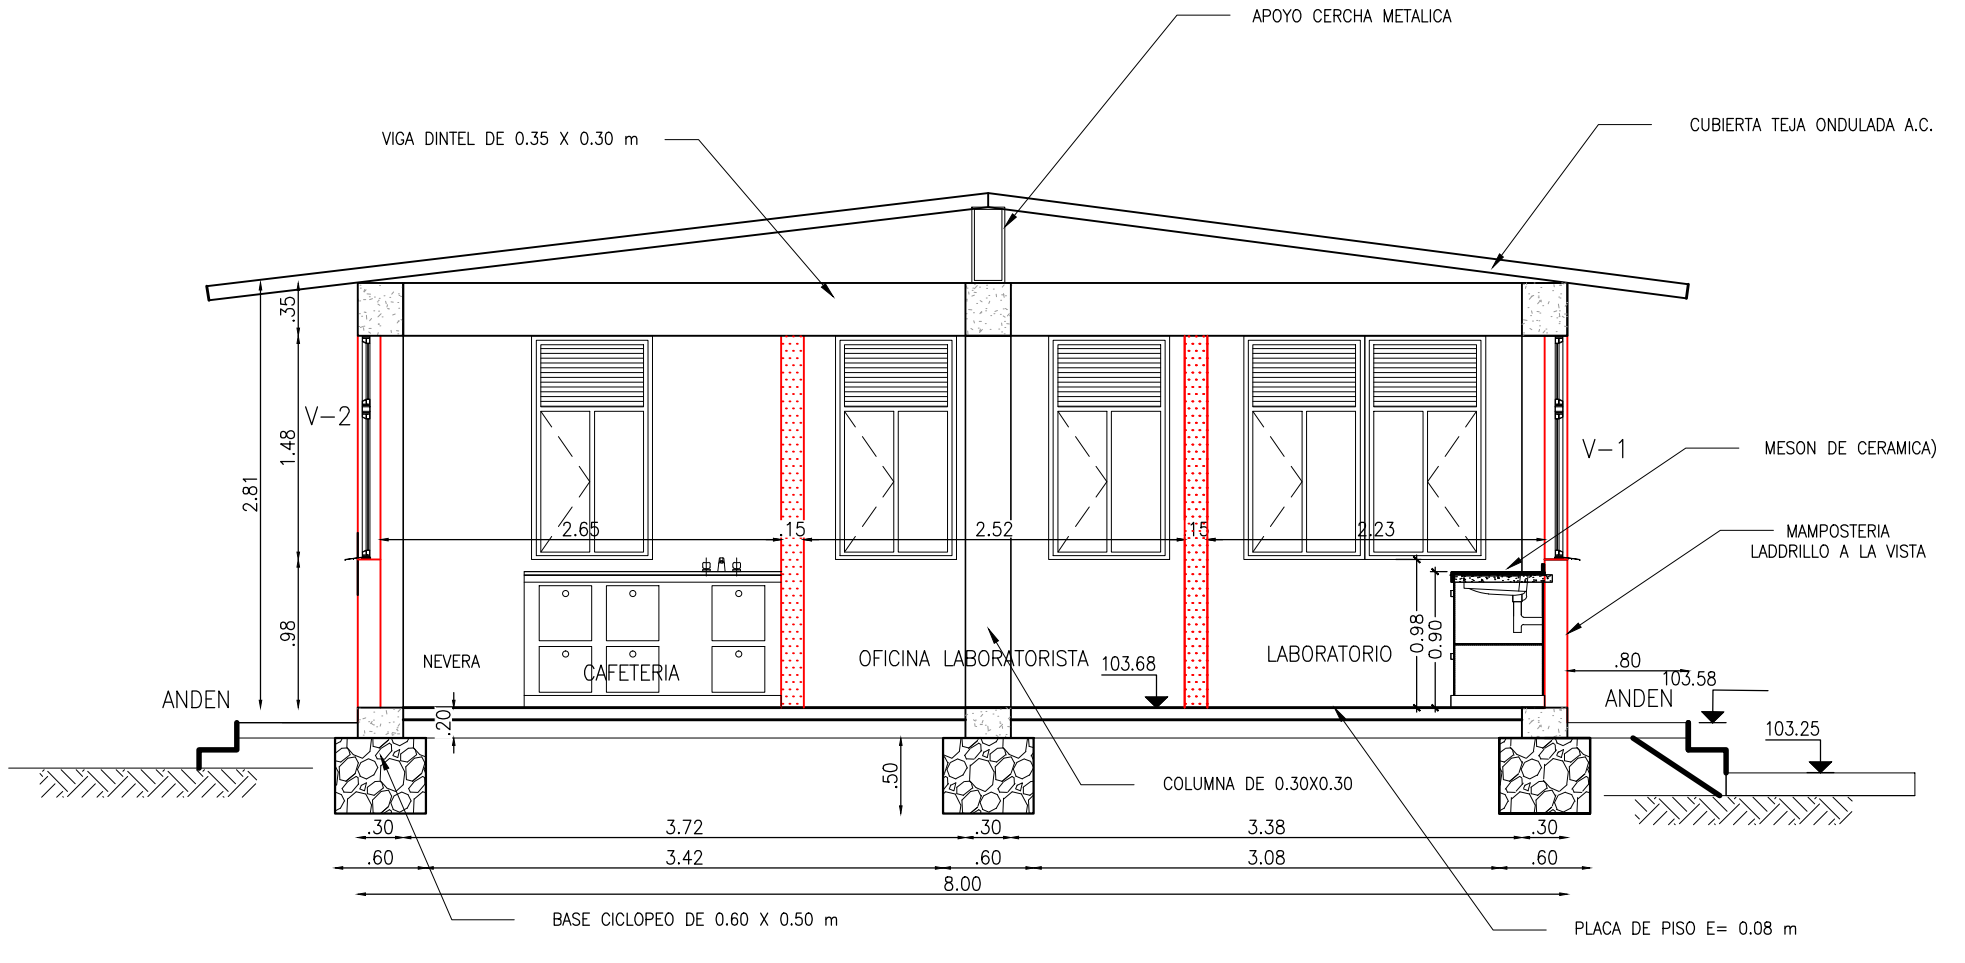 APOYO CERCHA METALICA
CUBIERTA TEJA ONDULADA A.C.
VIGA DINTEL DE 0.35 X 0.30 m
.35
V-2
1.48
2.81
V-1
MESON DE CERAMICA)
2.65
.15
2.52
.15
2.23
MAMPOSTERIA
LADDRILLO A LA VISTA
.98
0.98
0.90
NEVERA
CAFETERIA
OFICINA LABORATORISTA
103.68
LABORATORIO
.80
103.58
ANDEN
ANDEN
.20
103.25
.50
COLUMNA DE 0.30X0.30
.30
3.72
.30
3.38
.30
.60
3.42
.60
3.08
.60
8.00
BASE CICLOPEO DE 0.60 X 0.50 m
PLACA DE PISO E= 0.08 m